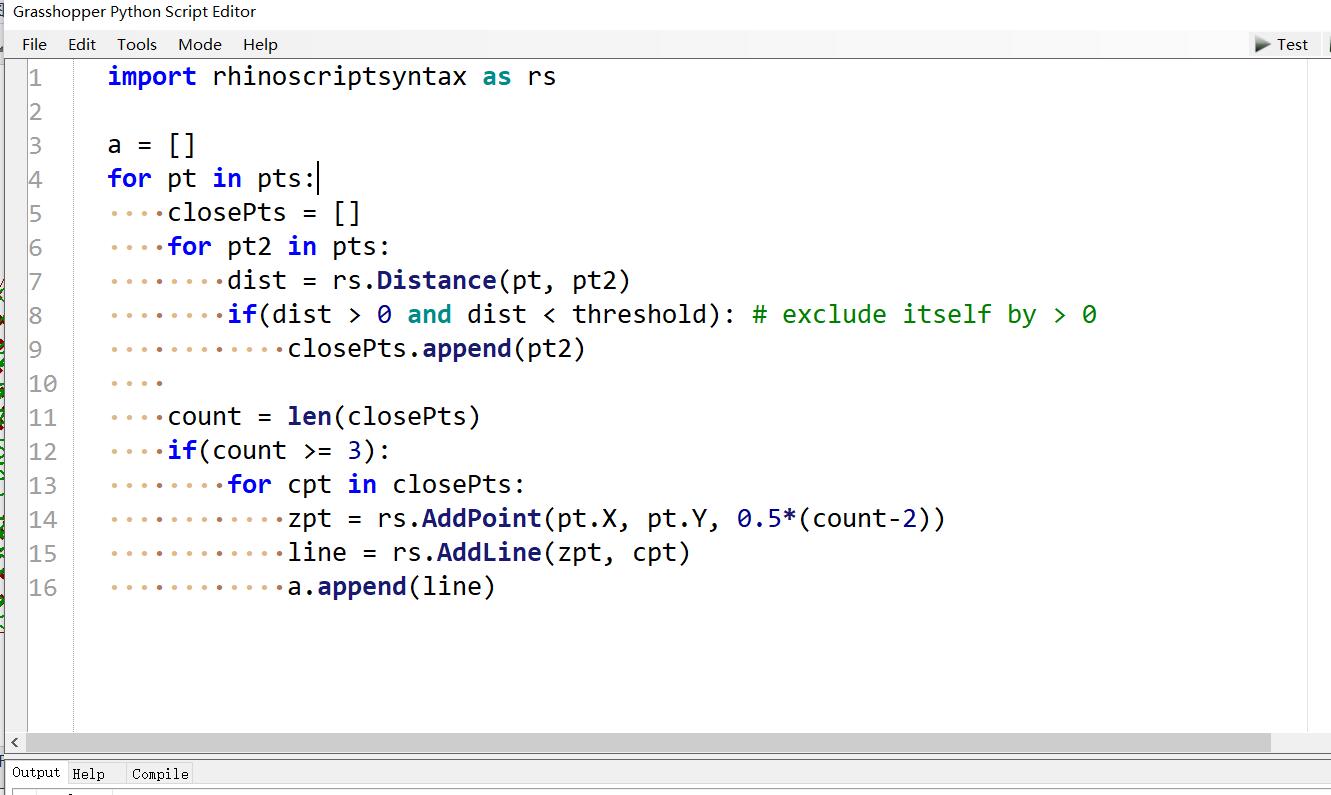 Grasshopper Python Script Editor
File Edit Tools Mode Help Test
1 import rhinoscriptsyntax as rs
2
3 a = []
4 for pt in pts:
5 closePts = []
6 for pt2 in pts:
7 dist = rs.Distance(pt, pt2)
8 if(dist > 0 and dist < threshold): # exclude itself by > 0
9 closePts.append(pt2)
10
11 count = len(closePts)
12 if(count >= 3):
13 for cpt in closePts:
14 zpt = rs.AddPoint(pt.X, pt.Y, 0.5*(count-2))
15 line = rs.AddLine(zpt, cpt)
16 a.append(line)
Output Help Compile